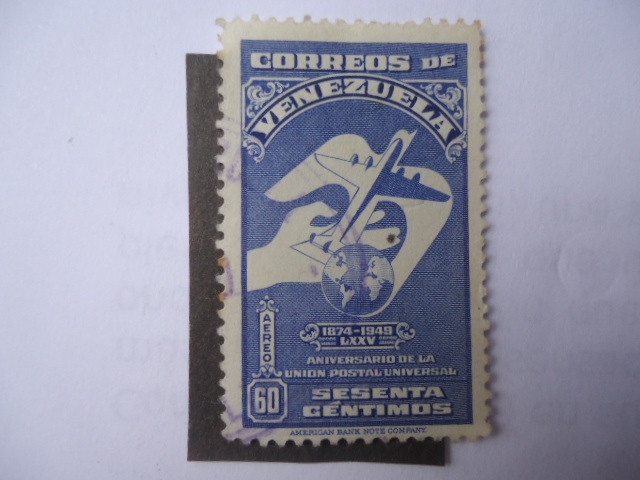 CORREOS DE
VENEZUELA
1874-1949
LXXV
ANIVERSARIO DE LA
UNION POSTAL UNIVERSAL
AEREO
60
SESENTA
CÉNTIMOS
AMERICAN BANK NOTE COMPANY